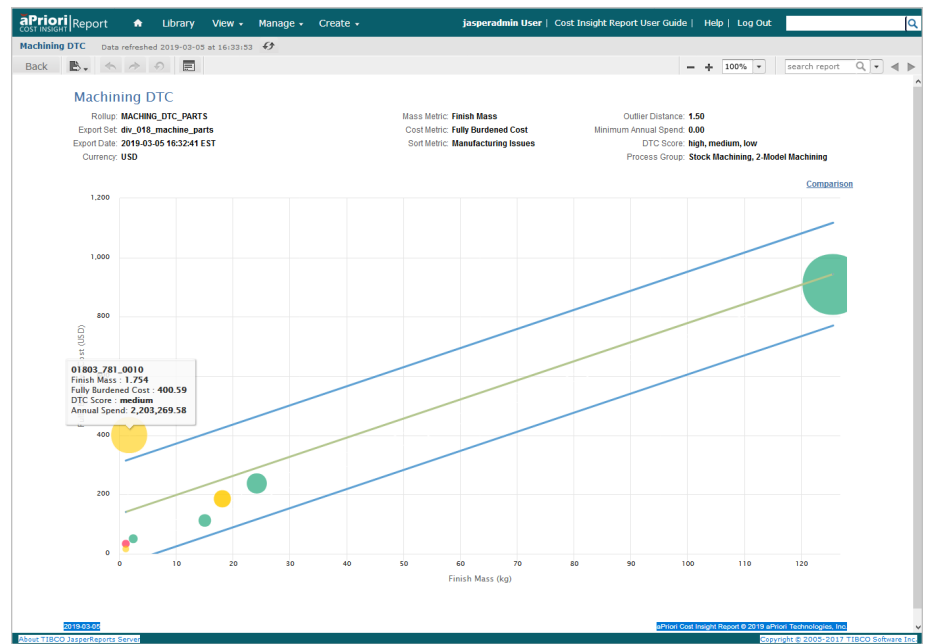 aPriori Report Library View Manage Create jasperadmin User | Cost Insight Report User Guide | Help | Log Out
COST INSIGHT
Machining DTC Data refreshed 2019-03-05 at 16:33:53
Back 100% search report
Machining DTC
Rollup: MACHING_DTC_PARTS Mass Metric: Finish Mass Outlier Distance: 1.50
Export Set: div_018_machine_parts Cost Metric: Fully Burdened Cost Minimum Annual Spend: 0.00
Export Date: 2019-03-05 16:32:41 EST Sort Metric: Manufacturing Issues DTC Score: high, medium, low
Currency: USD Process Group: Stock Machining, 2-Model Machining
Comparison
1,200
1,000
800
(USD)
01803_781_0010
Finish Mass : 1.754
Fully Burdened Cost : 400.59
DTC Score : medium
Annual Spend: 2,203,269.58
400
200
0
0 10 20 30 40 50 60 70 80 90 100 110 120
Finish Mass (kg)
2019-03-05 aPriori Cost Insight Report © 2019 aPriori Technologies, Inc.
About TIBCO JasperReports Server Copyright © 2005-2017 TIBCO Software Inc.